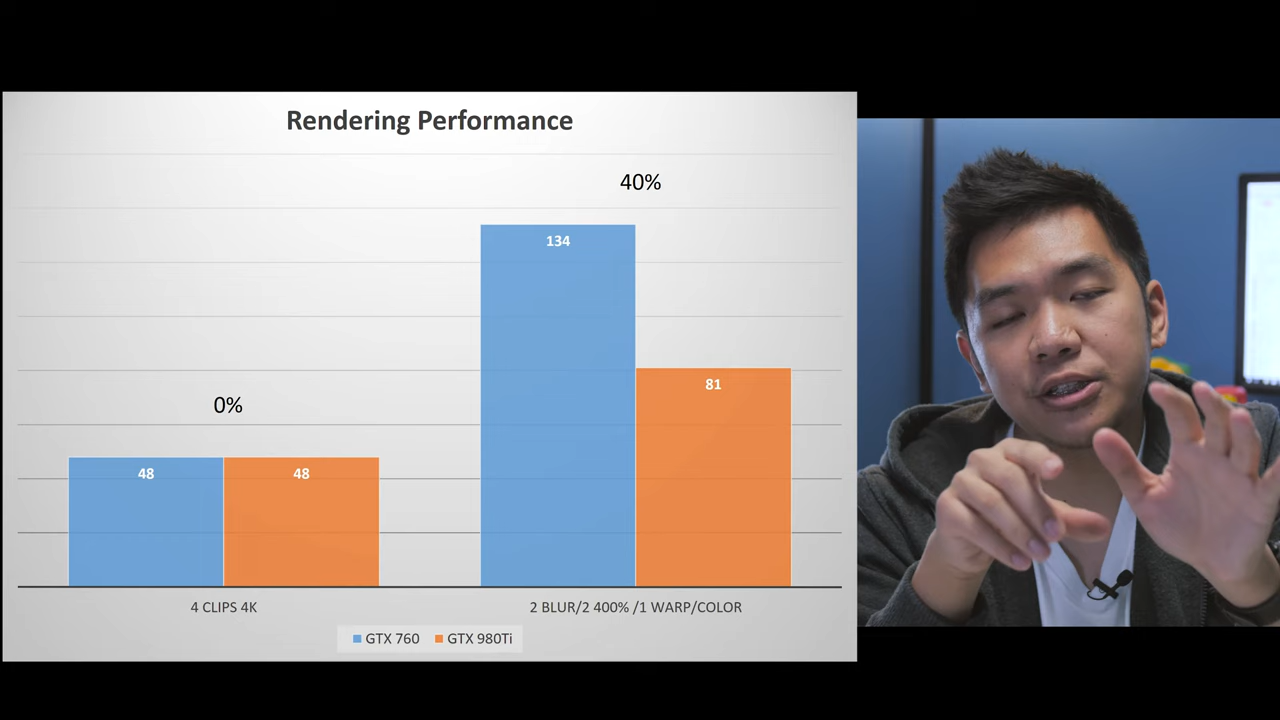 Rendering Performance
40%
134
81
0%
48
48
4 CLIPS 4K
2 BLUR/2 400% /1 WARP/COLOR
GTX 760
GTX 980Ti